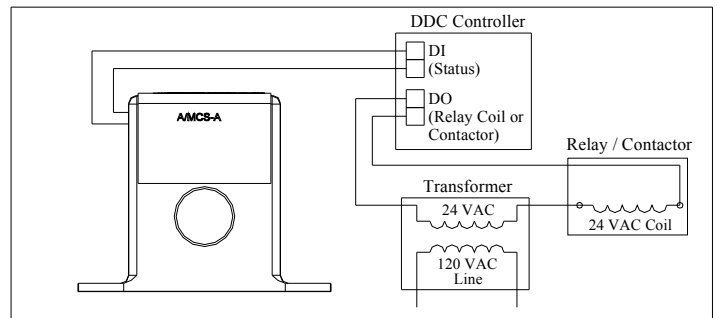 DDC Controller
DI
(Status)
A/MCS-A
DO
(Relay Coil or
Contactor)
Relay / Contactor
Transformer
24 VAC
24 VAC Coil
120 VAC
Line